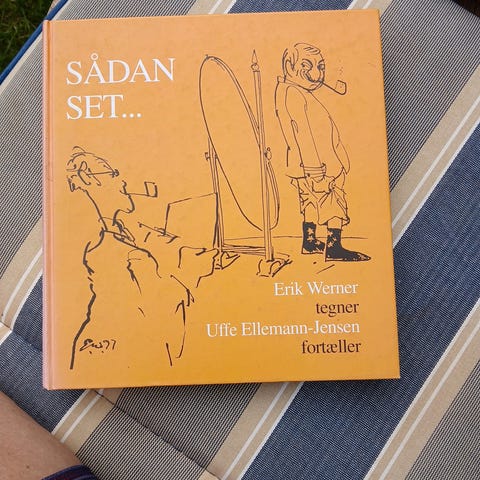 SÅDAN
SET...
Erik Werner
tegner
Uffe Ellemann-Jensen
fortæller